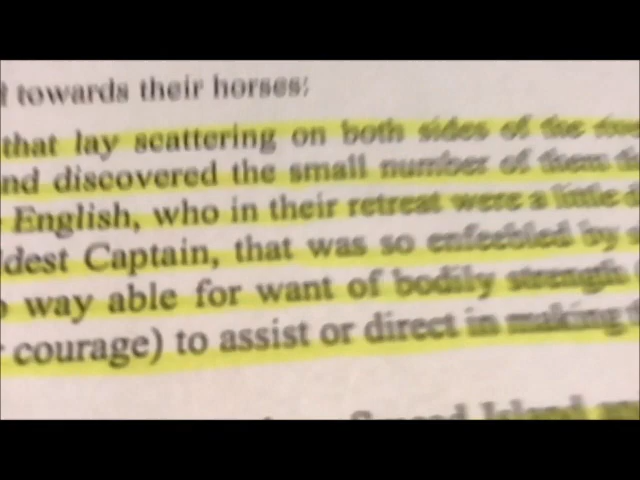 towards their horses;
that lay scattering on both sides of the
nd discovered the small number of them
English, who in their retreat were a little
dest Captain, that was so enfeebled by
way able for want of bodily strength
courage) to assist or direct in making
Island